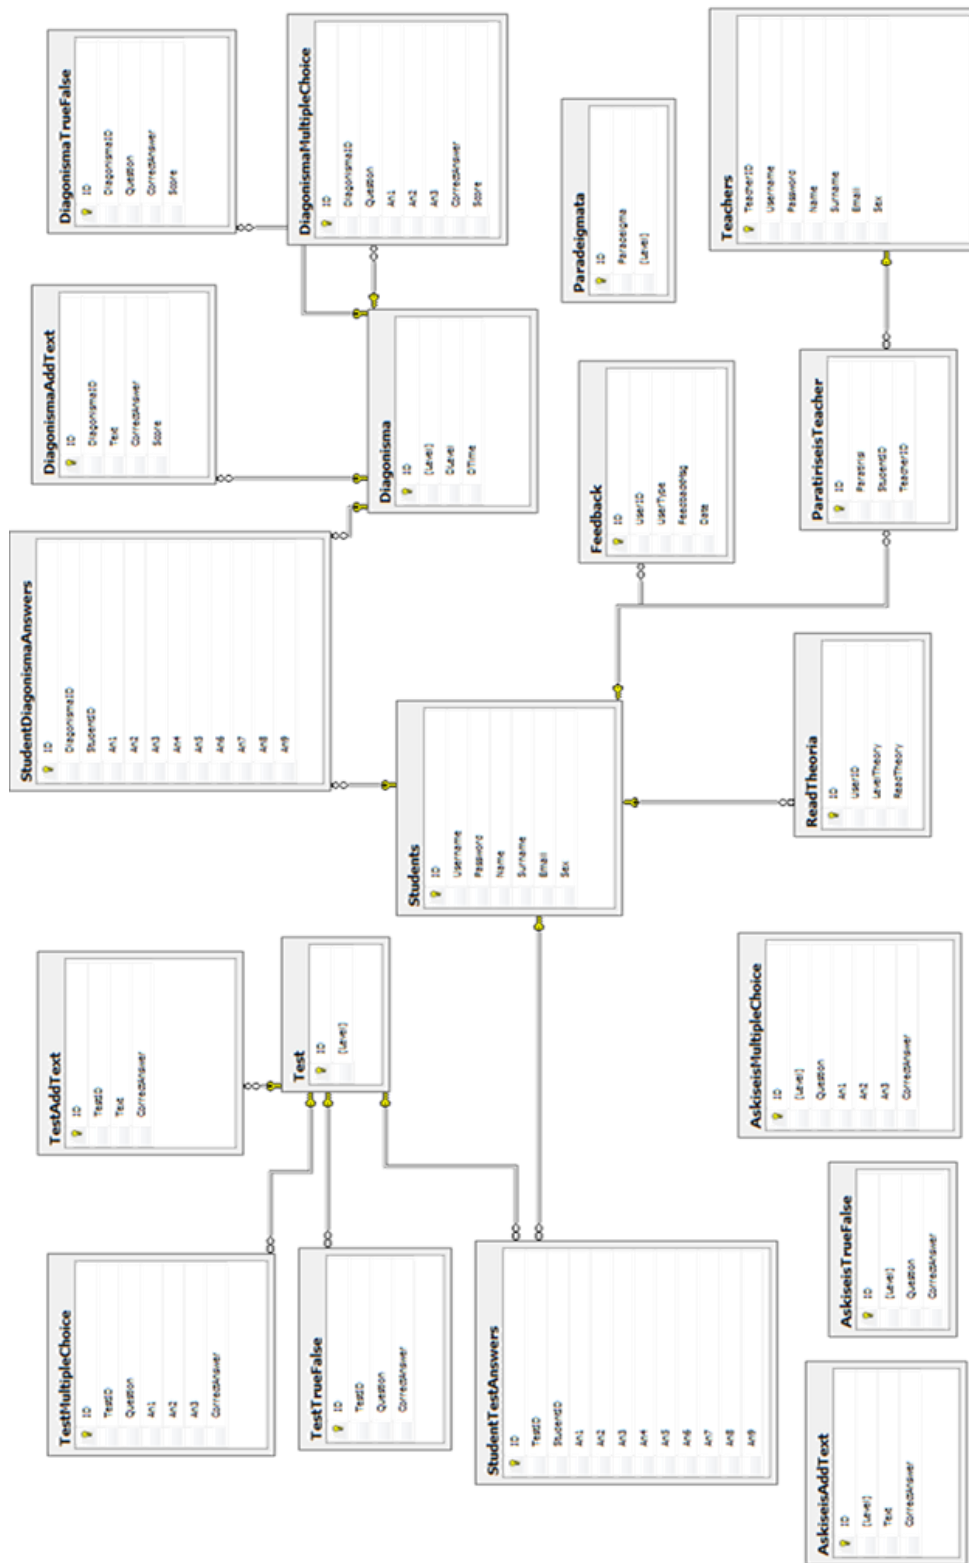 TestMultipleChoice
ID
TestID
Question
An1
An2
An3
CorrectAnswer
TestAddText
ID
TestID
Text
CorrectAnswer
StudentDiagonismaAnswers
ID
DiagonismaID
StudentID
An1
An2
An3
An4
An5
An6
An7
An8
An9
DiagonismaAddText
ID
DiagonismaID
Text
CorrectAnswer
Score
DiagonismaTrueFalse
ID
DiagonismaID
Question
CorrectAnswer
Score
TestTrueFalse
ID
TestID
Question
CorrectAnswer
Test
ID
[Level]
Students
ID
Username
Password
Name
Surname
Email
Sex
Diagonisma
ID
[Level]
DLevel
DTime
DiagonismaMultipleChoice
ID
DiagonismaID
Question
An1
An2
An3
CorrectAnswer
Score
StudentTestAnswers
ID
TestID
StudentID
An1
An2
An3
An4
An5
An6
An7
An8
An9
Feedback
ID
UserID
UserType
FeedbackMsg
Date
Paradeigmata
ID
Paradeigma
[Level]
AskiseisAddText
ID
[Level]
Text
CorrectAnswer
AskiseisTrueFalse
ID
[Level]
Question
CorrectAnswer
AskiseisMultipleChoice
ID
[Level]
Question
An1
An2
An3
CorrectAnswer
ReadTheoria
ID
UserID
LevelTheory
ReadTheory
ParatiriseisTeacher
ID
Paratirisi
StudentID
TeacherID
Teachers
TeacherID
Username
Password
Name
Surname
Email
Sex